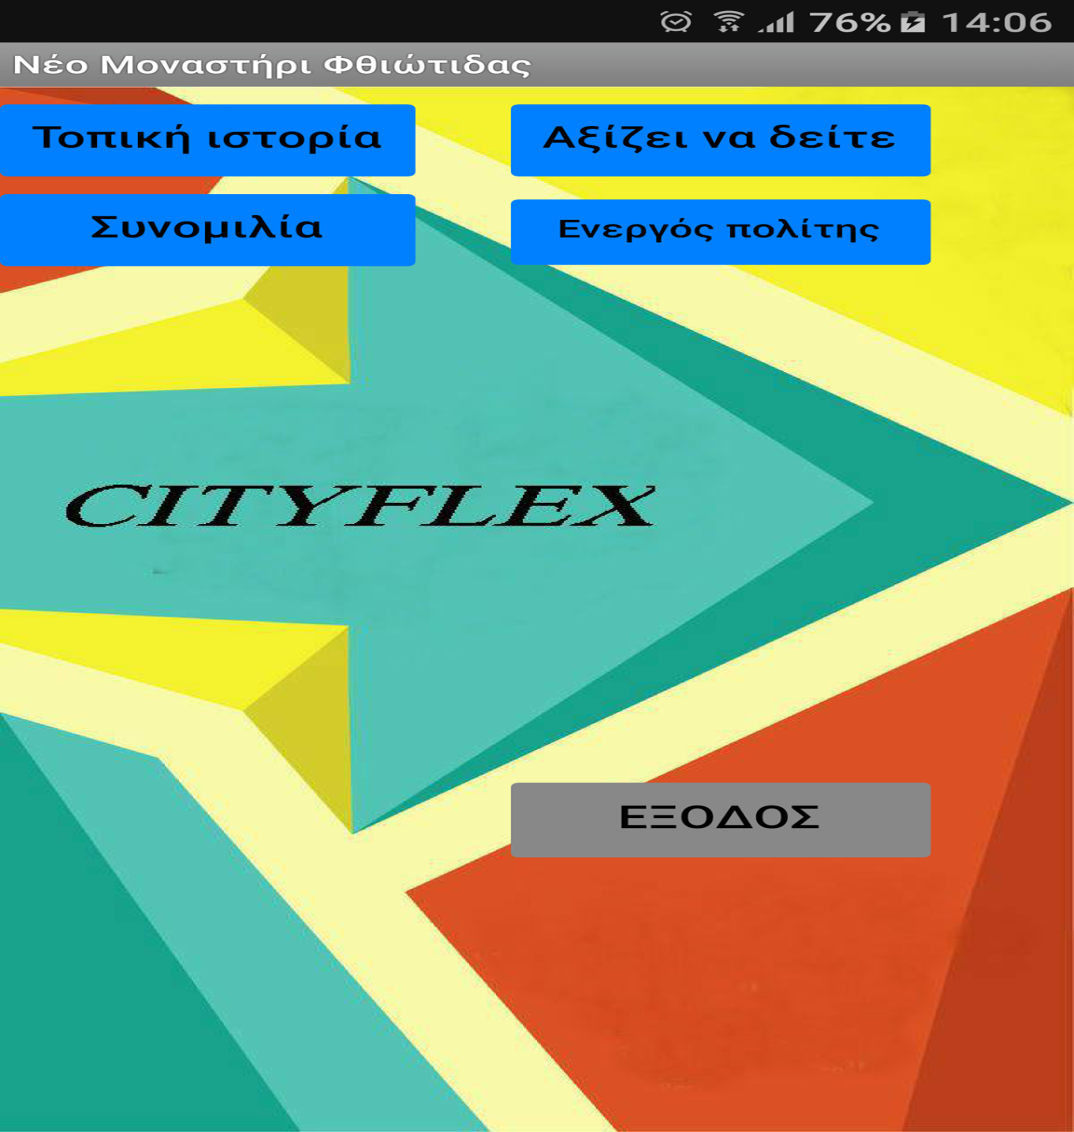 76% 14:06
Νέο Μοναστήρι Φθιώτιδας
Τοπική ιστορία
Αξίζει να δείτε
Συνομιλία
Ενεργός πολίτης
CITYFLEX
ΕΞΟΔΟΣ